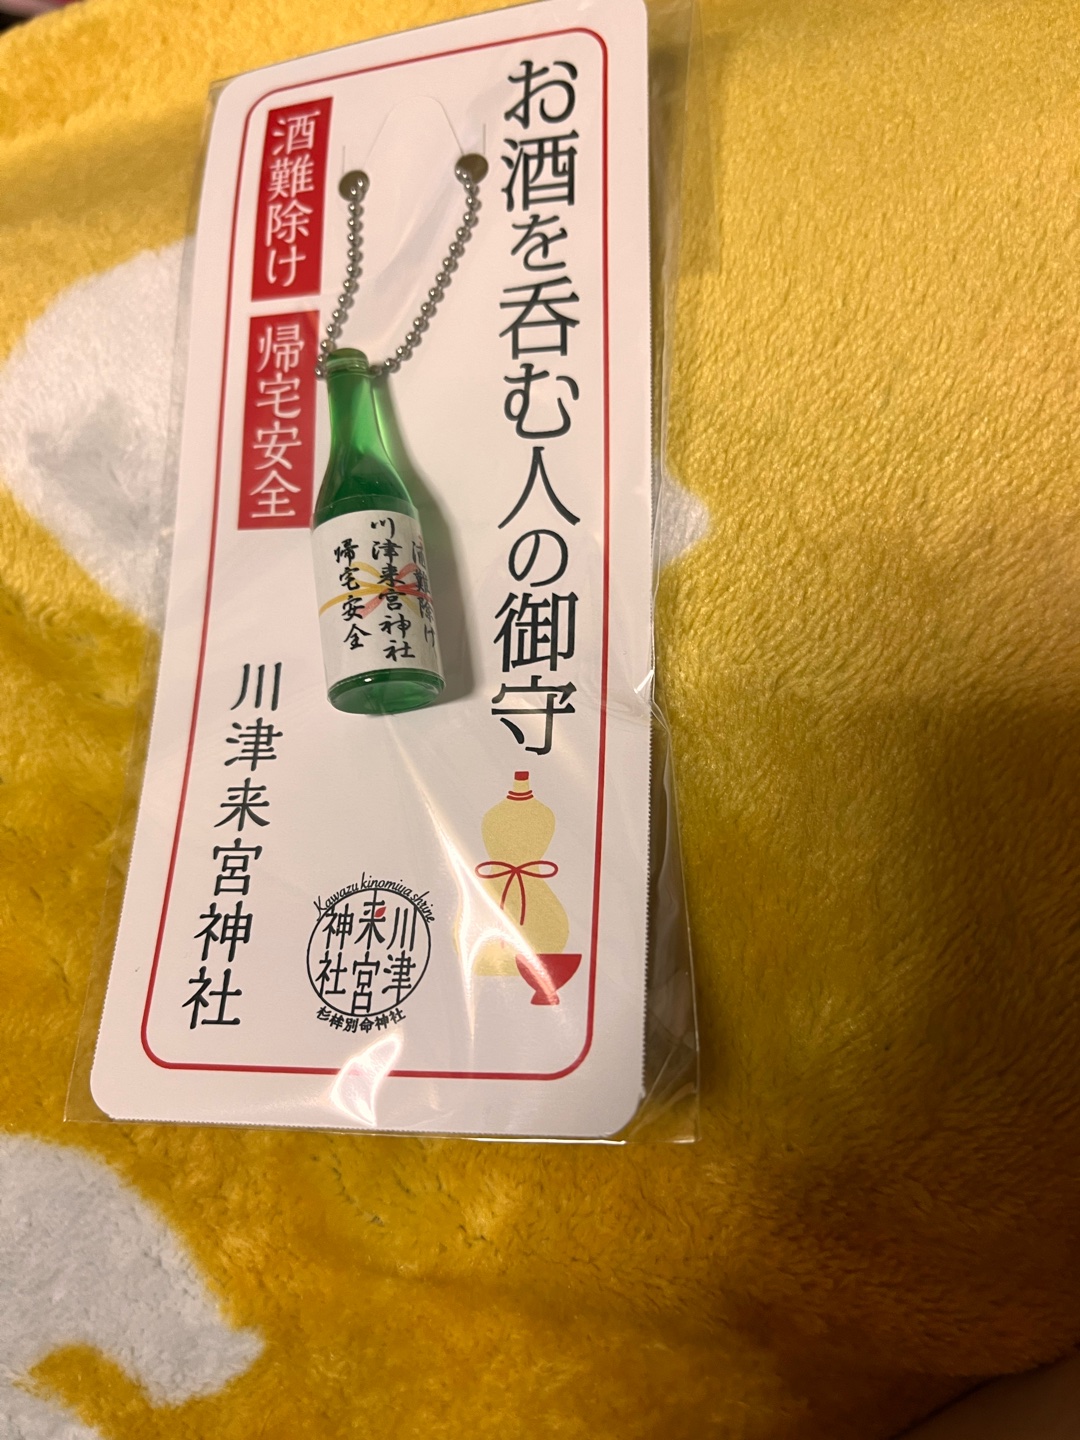 お酒を呑む人の御守
酒難除け
帰宅安全
酒難除け
川津来宮神社
帰宅安全
川津来宮神社
Kawazu kinomiya shrine
川津
来宮
神社
杉桙別命神社